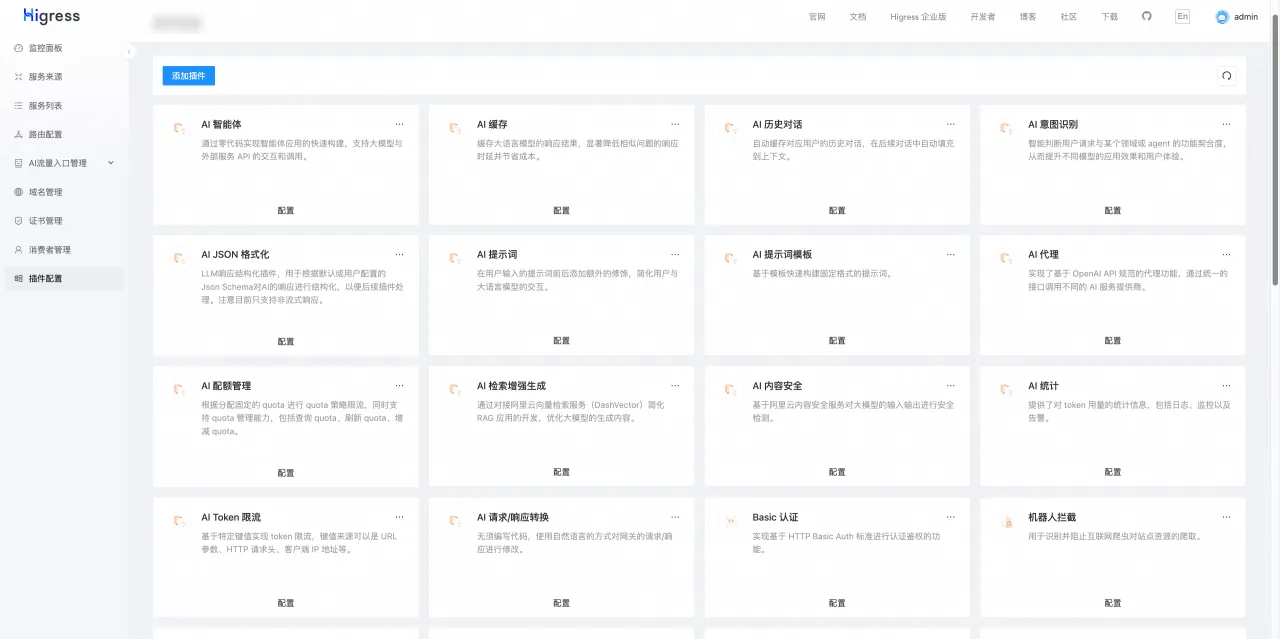 Higress
官网
文档
Higress 企业版
开发者
博客
社区
下载
En
admin
监控面板
服务来源
服务列表
路由配置
AI流量入口管理
域名管理
证书管理
消费者管理
插件配置
添加插件
AI 智能体
通过零代码实现智能体应用的快速构建，支持大模型与
外部服务 API 的交互和调用。
配置
AI 缓存
缓存大语言模型的响应结果，显著降低相似问题的响应
时延并节省成本。
配置
AI 历史对话
自动缓存对应用户的历史对话，在后续对话中自动填充
到上下文。
配置
AI 意图识别
智能判断用户请求与某个领域或 agent 的功能契合度，
从而提升不同模型的应用效果和用户体验。
配置
AI JSON 格式化
LLM响应结构化插件，用于根据默认或用户配置的
Json Schema对AI的响应进行结构化，以便后续插件处
理。注意目前只支持非流式响应。
配置
AI 提示词
在用户输入的提示词前后添加额外的修饰，简化用户与
大语言模型的交互。
配置
AI 提示词模板
基于模板快速构建固定格式的提示词。
配置
AI 代理
实现了基于 OpenAI API 规范的代理功能，通过统一的
接口调用不同的 AI 服务提供商。
配置
AI 配额管理
根据分配固定的 quota 进行 quota 策略限流，同时支
持 quota 管理能力，包括查询 quota、刷新 quota、增
减 quota。
配置
AI 检索增强生成
通过对接阿里云向量检索服务（DashVector）简化
RAG 应用的开发，优化大模型的生成内容。
配置
AI 内容安全
基于阿里云内容安全服务对大模型的输入输出进行安全
检测。
配置
AI 统计
提供了对 token 用量的统计信息，包括日志、监控以及
告警。
配置
AI Token 限流
基于特定键值实现 token 限流，键值来源可以是 URL
参数、HTTP 请求头、客户端 IP 地址等。
配置
AI 请求/响应转换
无须编写代码，使用自然语言的方式对网关的请求/响
应进行修改。
配置
Basic 认证
实现基于 HTTP Basic Auth 标准进行认证鉴权的功
能。
配置
机器人拦截
用于识别并阻止互联网爬虫对站点资源的爬取。
配置